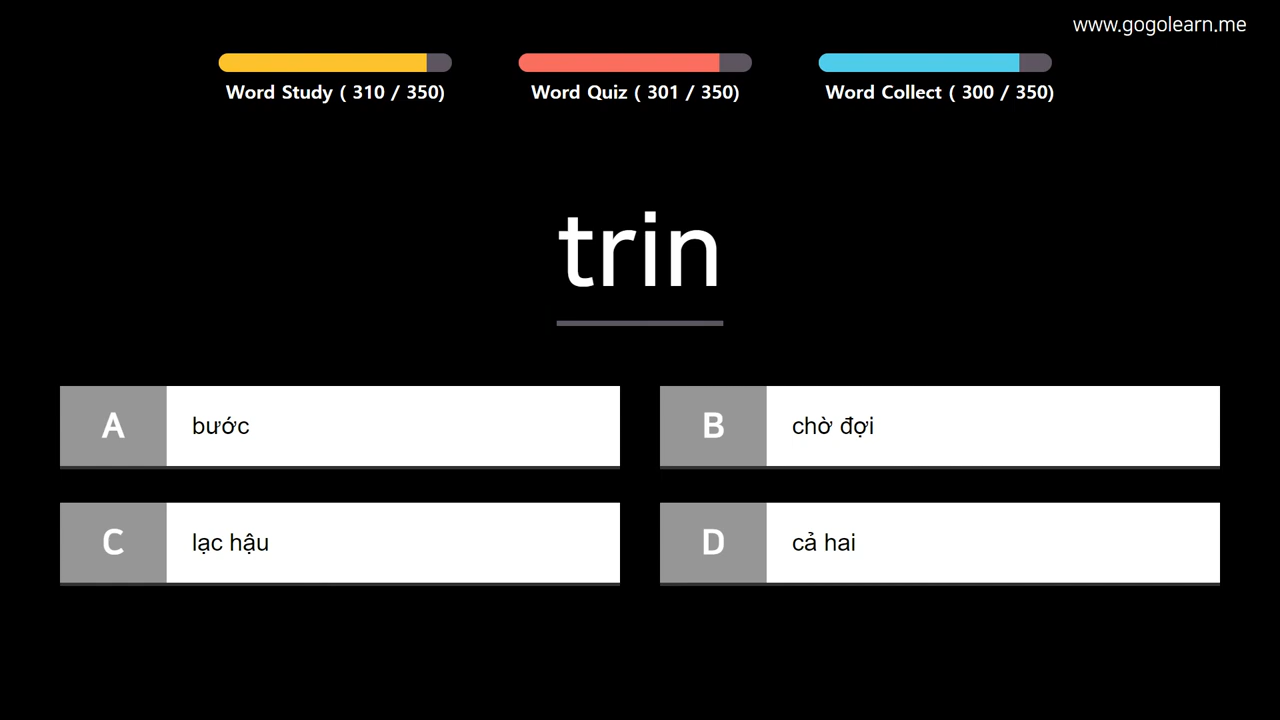 www.gogolearn.me
Word Study ( 310 / 350)
Word Quiz ( 301 / 350)
Word Collect ( 300 / 350)
trin
A bước
B chờ đợi
C lạc hậu
D cả hai